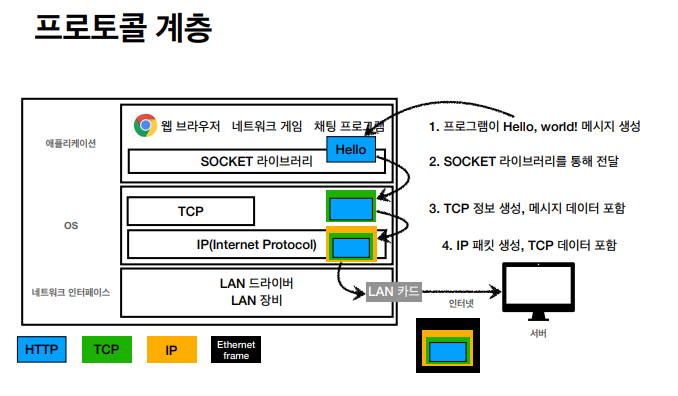 프로토콜 계층
애플리케이션
웹 브라우저 네트워크 게임 채팅 프로그램
Hello
SOCKET 라이브러리
OS
TCP
IP(Internet Protocol)
네트워크 인터페이스
LAN 드라이버
LAN 장비
LAN 카드
1. 프로그램이 Hello, world! 메시지 생성
2. SOCKET 라이브러리를 통해 전달
3. TCP 정보 생성, 메시지 데이터 포함
4. IP 패킷 생성, TCP 데이터 포함
인터넷
서버
HTTP
TCP
IP
Ethernet
frame